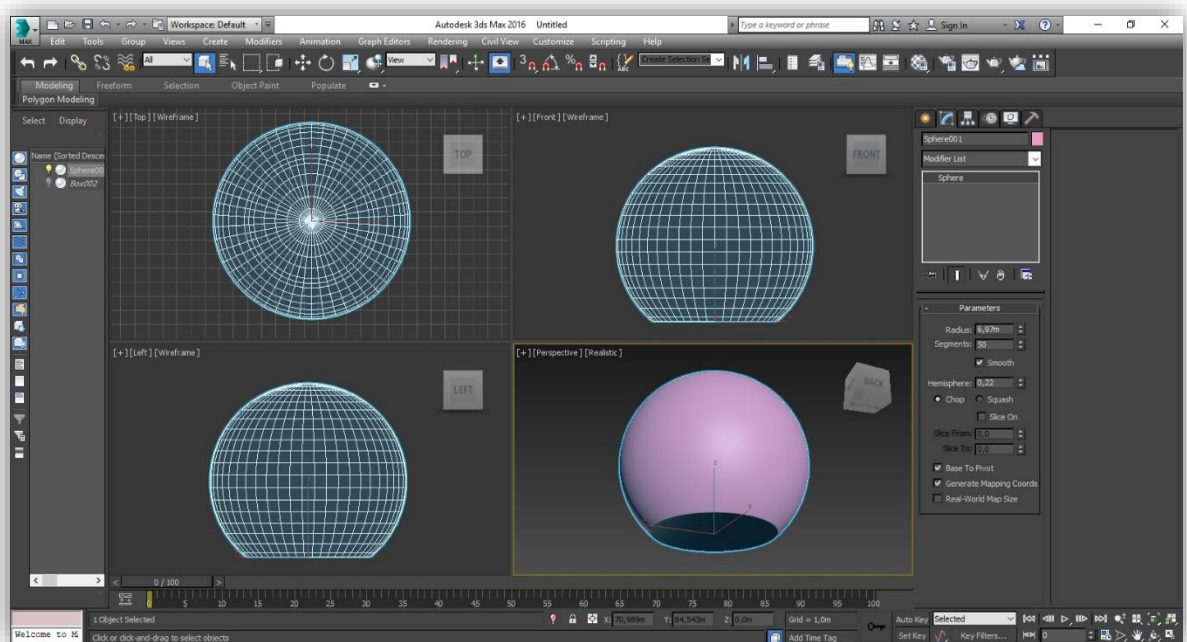 Workspace: Default
Autodesk 3ds Max 2016 Untitled
Type a keyword or phrase
Sign In
MAX
Edit Tools Group Views Create Modifiers Animation Graph Editors Rendering Civil View Customize Scripting Help
All
View
Create Selection Se
Modeling Freeform Selection Object Paint Populate
Polygon Modeling
Select Display
Name (Sorted Descen
Sphere00
Box002
[+] [Top] [Wireframe]
TOP
[+] [Front] [Wireframe]
FRONT
[+] [Left] [Wireframe]
LEFT
[+] [Perspective] [Realistic]
BACK
z
Sphere001
Modifier List
Sphere
Parameters
Radius: 6,97m
Segments: 50
Smooth
Hemisphere: 0,22
Chop Squash
Slice On
Slice From: 0,0
Slice To: 0,0
Base To Pivot
Generate Mapping Coords
Real-World Map Size
0 / 100
0 5 10 15 20 25 30 35 40 45 50 55 60 65 70 75 80 85 90 95 100
1 Object Selected
X: 70,989m Y: 84,543m Z: 0,0m
Grid = 1,0m
Auto Key Selected
Welcome to M
Click or click-and-drag to select objects
Add Time Tag
Set Key Key Filters... 0